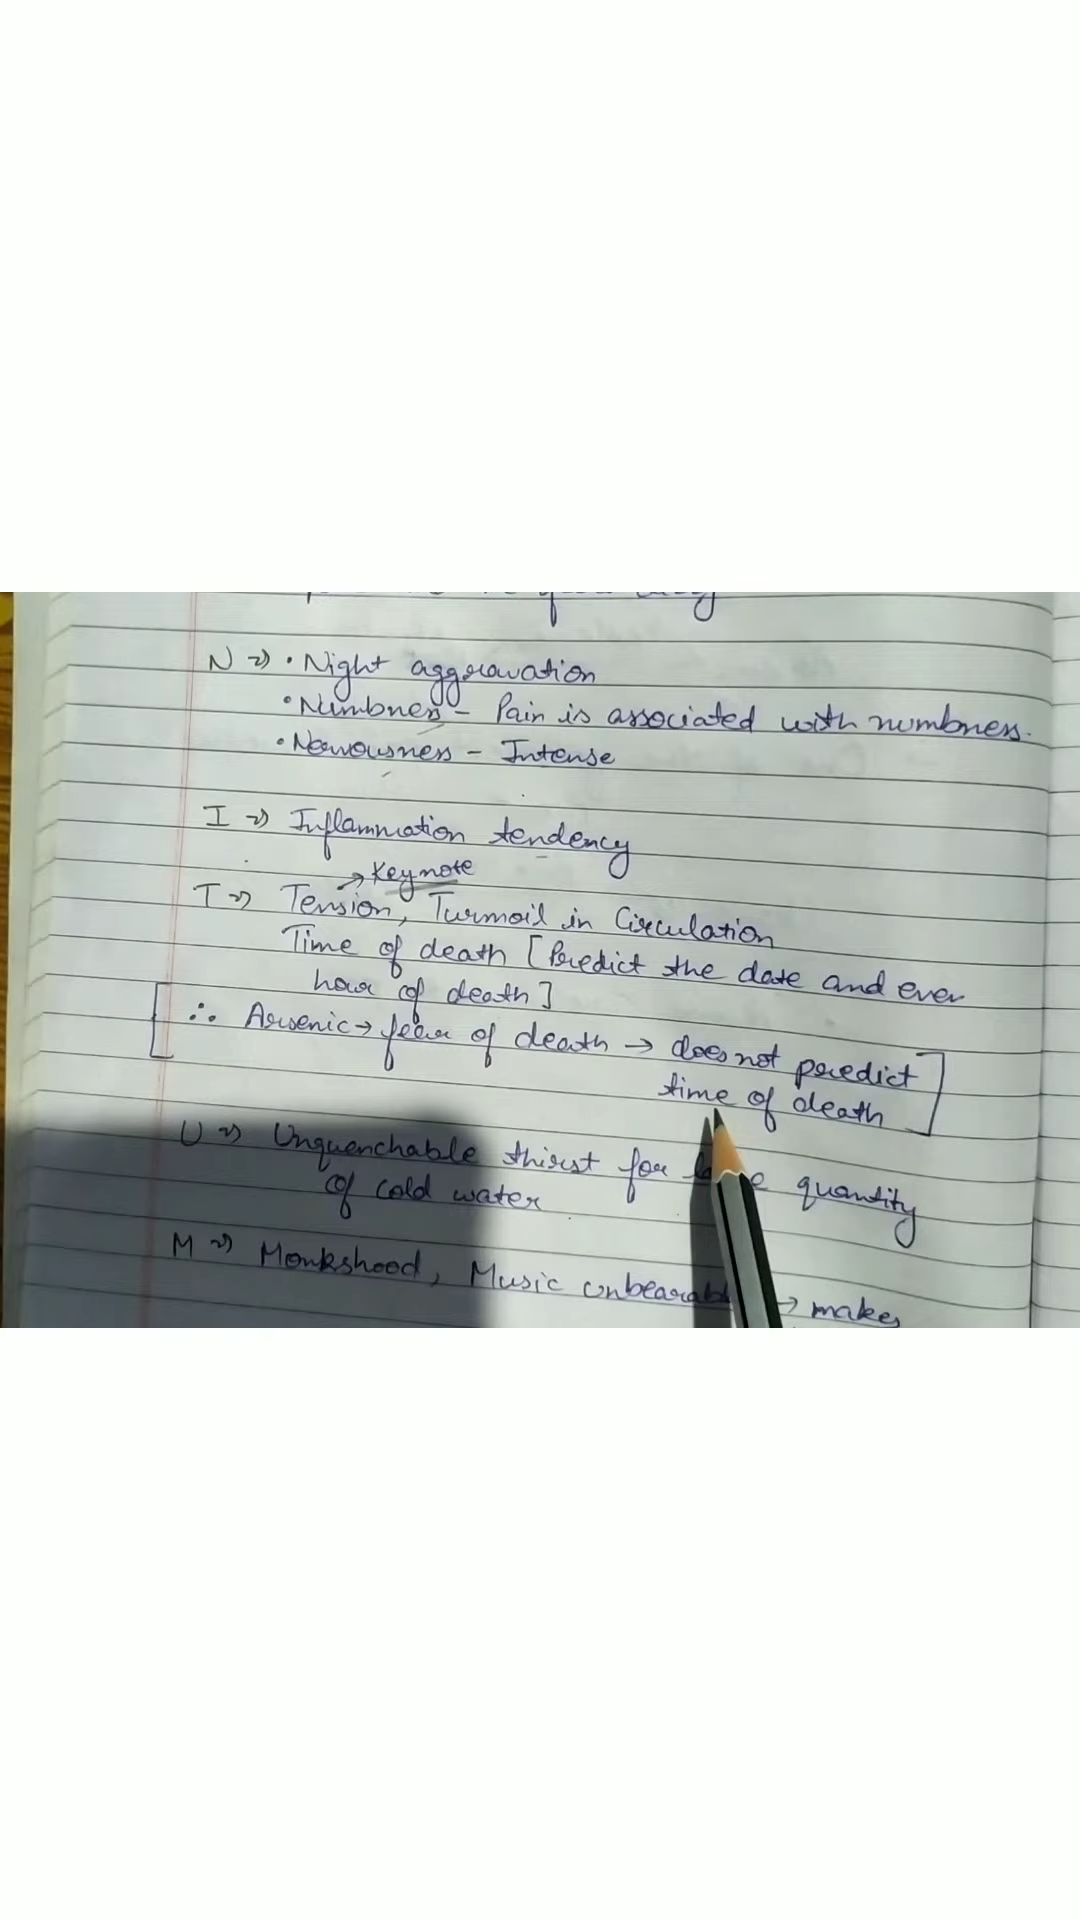 N ⇒ • Night aggravation
• Numbness - Pain is associated with numbness.
• Nervousness - Intense
I ⇒ Inflammation tendency
→ Keynote
T ⇒ Tension, Turmoil in Circulation
Time of death [Predict the date and even
hour of death]
[∴ Arsenic → fear of death → does not predict
time of death]
U ⇒ Unquenchable thirst for quantity
of cold water
M ⇒ Monkshood, Music → makes